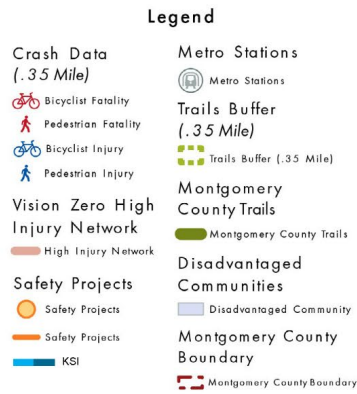 Legend
Crash Data
(.35 Mile)
Bicyclist Fatality
Pedestrian Fatality
Bicyclist Injury
Pedestrian Injury
Vision Zero High
Injury Network
High Injury Network
Safety Projects
Safety Projects
Safety Projects
KSI
Metro Stations
Metro Stations
Trails Buffer
(.35 Mile)
Trails Buffer (.35 Mile)
Montgomery
County Trails
Montgomery County Trails
Disadvantaged
Communities
Disadvantaged Community
Montgomery County
Boundary
Montgomery County Boundary